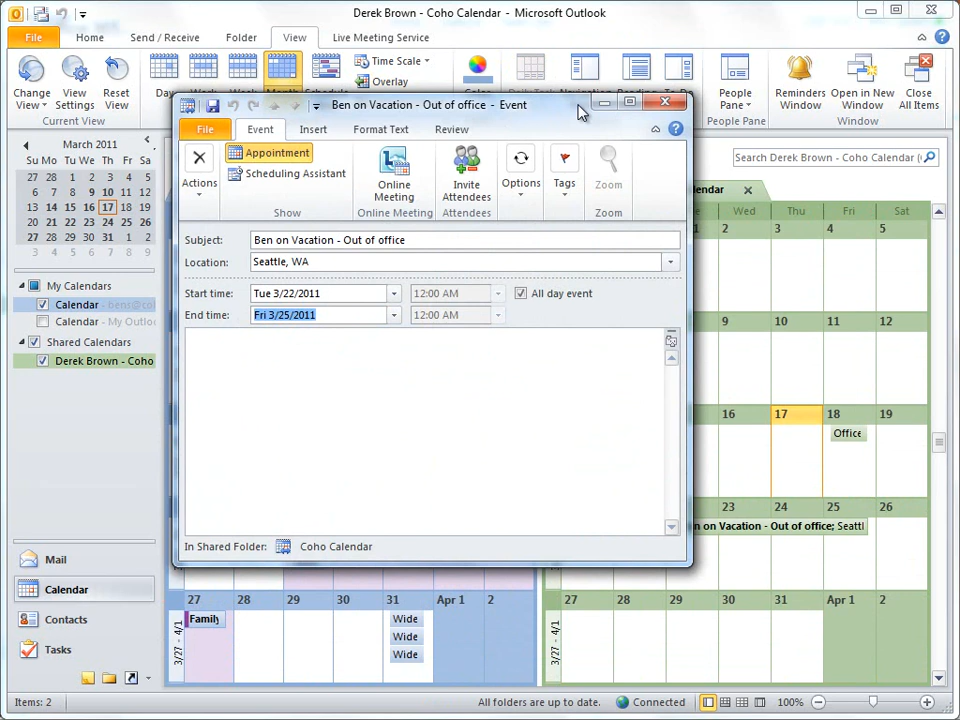 Derek Brown - Coho Calendar - Microsoft Outlook
File Home Send / Receive Folder View Live Meeting Service
Change View Settings Reset View
Time Scale
Overlay
People Pane
Reminders Window
Open in New Window
Close All Items
Current View People Pane Window
March 2011
Su Mo Tu We Th Fr Sa
27 28 1 2 3 4 5
6 7 8 9 10 11 12
13 14 15 16 17 18 19
20 21 22 23 24 25 26
27 28 29 30 31 1 2
3 4 5 6 7 8 9
My Calendars
Calendar
Calendar - My Outlo
Shared Calendars
Derek Brown - Coho
Mail
Calendar
Contacts
Tasks
Ben on Vacation - Out of office - Event
File Event Insert Format Text Review
Actions
Appointment
Scheduling Assistant
Show
Online Meeting
Online Meeting
Invite Attendees
Attendees
Options
Tags
Zoom
Zoom
Subject: Ben on Vacation - Out of office
Location: Seattle, WA
Start time: Tue 3/22/2011 12:00 AM All day event
End time: Fri 3/25/2011 12:00 AM
In Shared Folder: Coho Calendar
Search Derek Brown - Coho Calendar (
lendar
Wed Thu Fri Sat
2 3 4 5
9 10 11 12
16 17 18 19
Office
23 24 25 26
n on Vacation - Out of office; Seattl
27 28 29 30 31 Apr 1 2
3/27 - 4/1
Family
Wide
Wide
Wide
27 28 29 30 31 Apr 1 2
3/27 - 4/1
Items: 2 All folders are up to date. Connected 100%